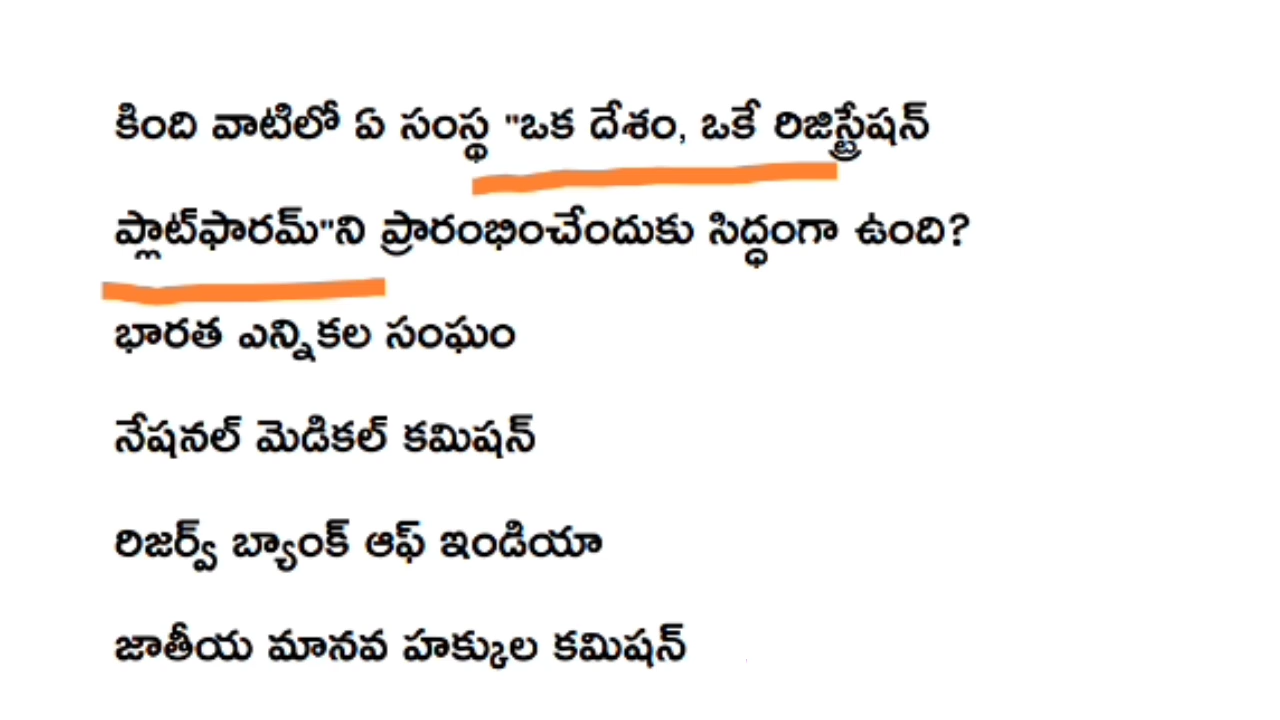 కింది వాటిలో ఏ సంస్థ "ఒక దేశం, ఒకే రిజిస్ట్రేషన్
ప్లాట్‌ఫారమ్"ని ప్రారంభించేందుకు సిద్ధంగా ఉంది?
భారత ఎన్నికల సంఘం
నేషనల్ మెడికల్ కమిషన్
రిజర్వ్ బ్యాంక్ ఆఫ్ ఇండియా
జాతీయ మానవ హక్కుల కమిషన్